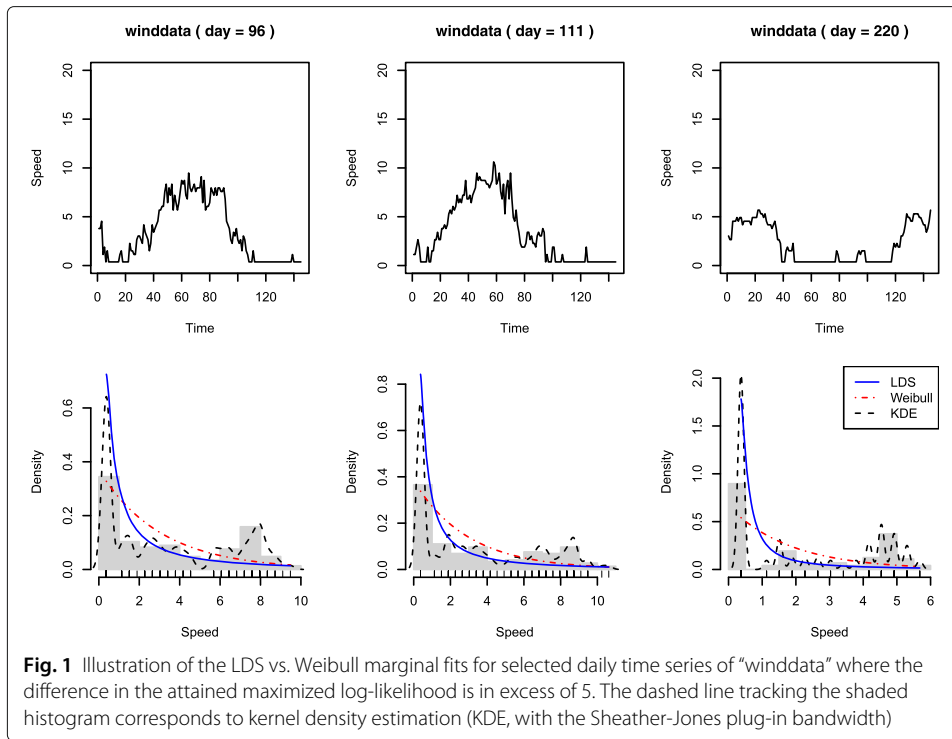 winddata ( day = 96 )
winddata ( day = 111 )
winddata ( day = 220 )
Speed
0 5 10 15 20
0 20 40 60 80 120
Time
Speed
0 5 10 15 20
0 20 40 60 80 120
Time
Speed
0 5 10 15 20
0 20 40 60 80 120
Time
Density
0.0 0.2 0.4 0.6
0 2 4 6 8 10
Speed
Density
0.0 0.2 0.4 0.6 0.8
0 2 4 6 8 10
Speed
Density
0.0 0.5 1.0 1.5 2.0
0 1 2 3 4 5 6
Speed
LDS
Weibull
KDE
Fig. 1 Illustration of the LDS vs. Weibull marginal fits for selected daily time series of “winddata” where the
difference in the attained maximized log-likelihood is in excess of 5. The dashed line tracking the shaded
histogram corresponds to kernel density estimation (KDE, with the Sheather-Jones plug-in bandwidth)